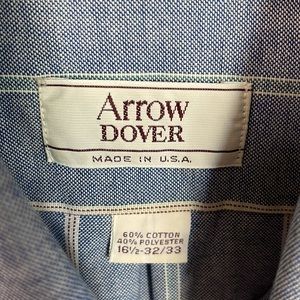 Arrow
DOVER
MADE IN U.S.A.
60% COTTON
40% POLYESTER
16½-32/33